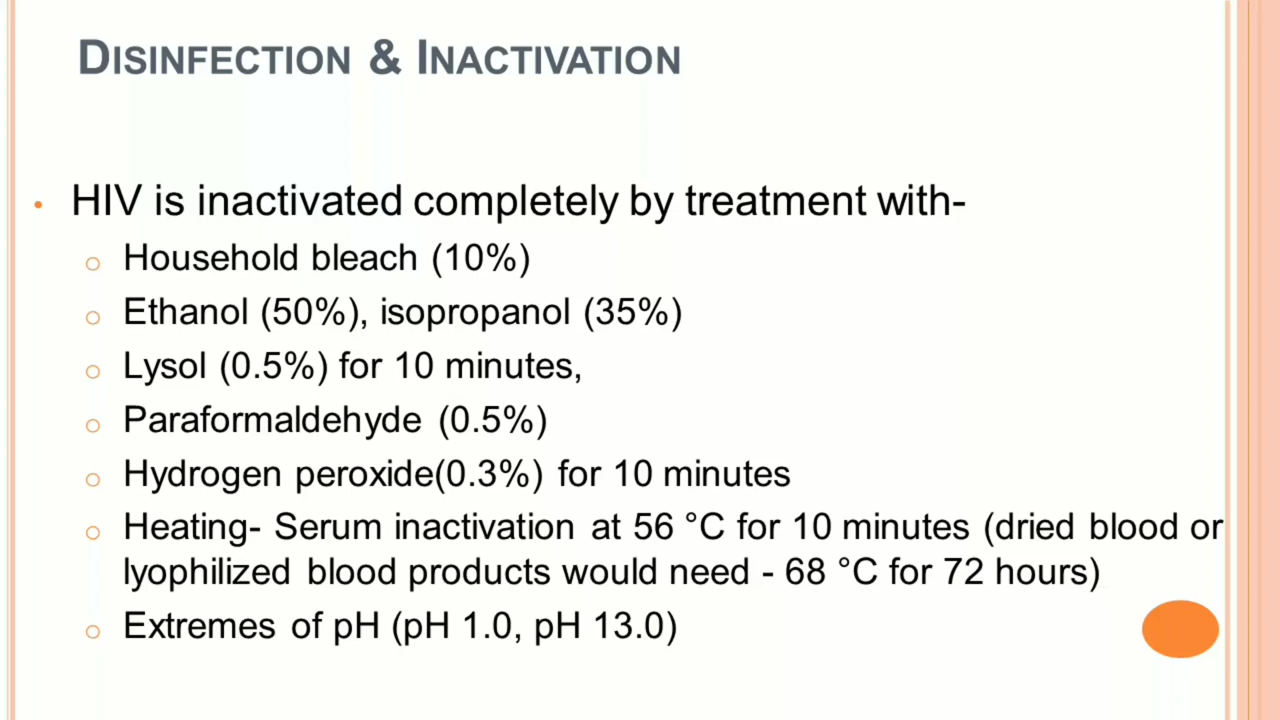 DISINFECTION & INACTIVATION
• HIV is inactivated completely by treatment with-
o Household bleach (10%)
o Ethanol (50%), isopropanol (35%)
o Lysol (0.5%) for 10 minutes,
o Paraformaldehyde (0.5%)
o Hydrogen peroxide(0.3%) for 10 minutes
o Heating- Serum inactivation at 56 °C for 10 minutes (dried blood or
lyophilized blood products would need - 68 °C for 72 hours)
o Extremes of pH (pH 1.0, pH 13.0)